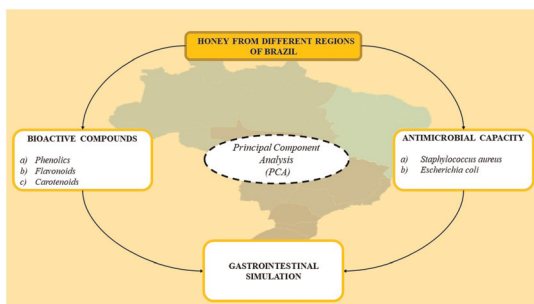 HONEY FROM DIFFERENT REGIONS
OF BRAZIL
BIOACTIVE COMPOUNDS
a) Phenolics
b) Flavonoids
c) Carotenoids
Principal Component
Analysis
(PCA)
ANTIMICROBIAL CAPACITY
a) Staphylococcus aureus
b) Escherichia coli
GASTROINTESTINAL
SIMULATION